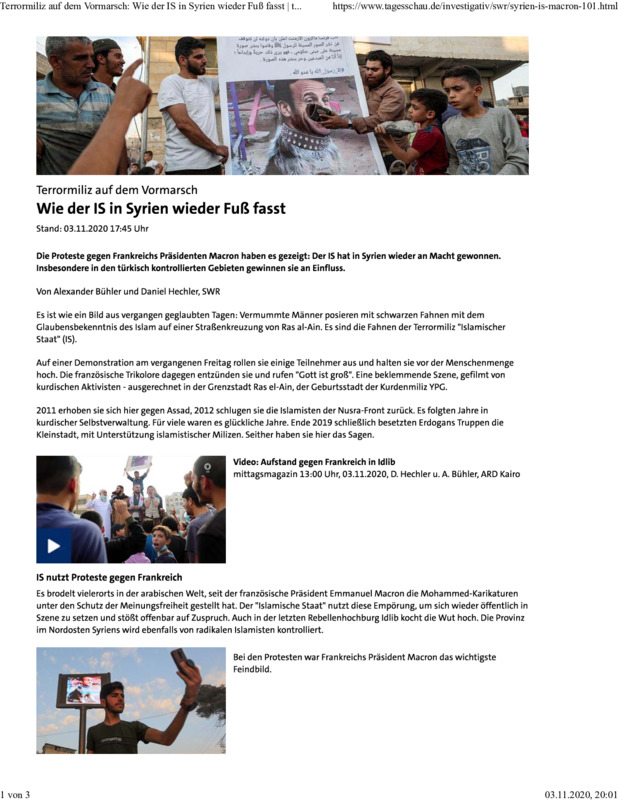 Terrormiliz auf dem Vormarsch: Wie der IS in Syrien wieder Fuß fasst | t...
https://www.tagesschau.de/investigativ/swr/syrien-is-macron-101.html
Terrormiliz auf dem Vormarsch
Wie der IS in Syrien wieder Fuß fasst
Stand: 03.11.2020 17:45 Uhr
Die Proteste gegen Frankreichs Präsidenten Macron haben es gezeigt: Der IS hat in Syrien wieder an Macht gewonnen.
Insbesondere in den türkisch kontrollierten Gebieten gewinnen sie an Einfluss.
Von Alexander Bühler und Daniel Hechler, SWR
Es ist wie ein Bild aus vergangen geglaubten Tagen: Vermummte Männer posieren mit schwarzen Fahnen mit dem
Glaubensbekenntnis des Islam auf einer Straßenkreuzung von Ras al-Ain. Es sind die Fahnen der Terrormiliz "Islamischer
Staat" (IS).
Auf einer Demonstration am vergangenen Freitag rollen sie einige Teilnehmer aus und halten sie vor der Menschenmenge
hoch. Die französische Trikolore dagegen entzünden sie und rufen "Gott ist groß". Eine beklemmende Szene, gefilmt von
kurdischen Aktivisten - ausgerechnet in der Grenzstadt Ras el-Ain, der Geburtsstadt der Kurdenmiliz YPG.
2011 erhoben sie sich hier gegen Assad, 2012 schlugen sie die Islamisten der Nusra-Front zurück. Es folgten Jahre in
kurdischer Selbstverwaltung. Für viele waren es glückliche Jahre. Ende 2019 schließlich besetzten Erdogans Truppen die
Kleinstadt, mit Unterstützung islamistischer Milizen. Seither haben sie hier das Sagen.
Video: Aufstand gegen Frankreich in Idlib
mittagsmagazin 13:00 Uhr, 03.11.2020, D. Hechler u. A. Bühler, ARD Kairo
IS nutzt Proteste gegen Frankreich
Es brodelt vielerorts in der arabischen Welt, seit der französische Präsident Emmanuel Macron die Mohammed-Karikaturen
unter den Schutz der Meinungsfreiheit gestellt hat. Der "Islamische Staat" nutzt diese Empörung, um sich wieder öffentlich in
Szene zu setzen und stößt offenbar auf Zuspruch. Auch in der letzten Rebellenhochburg Idlib kocht die Wut hoch. Die Provinz
im Nordosten Syriens wird ebenfalls von radikalen Islamisten kontrolliert.
Bei den Protesten war Frankreichs Präsident Macron das wichtigste
Feindbild.
1 von 3
03.11.2020, 20:01